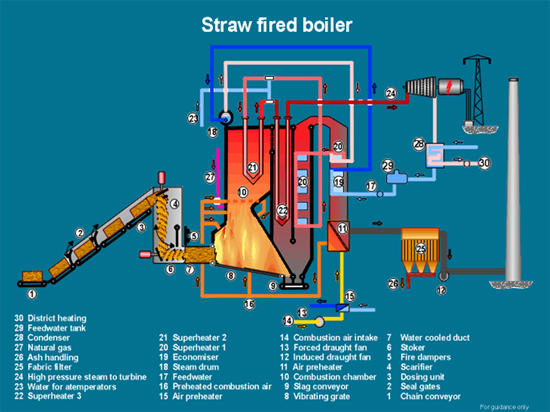 Straw fired boiler
24
23
18
28
30
20
29
21
27
20
19
17
4
10
2
3
5
22
11
25
1
6
7
8
9
16
13
15
14
26
12
30 District heating
29 Feedwater tank
28 Condenser
27 Natural gas
26 Ash handling
25 Fabric filter
24 High pressure steam to turbine
23 Water for atemperators
22 Superheater 3
21 Superheater 2
20 Superheater 1
19 Economiser
18 Steam drum
17 Feedwater
16 Preheated combustion air
15 Air preheater
14 Combustion air intake
13 Forced draught fan
12 Induced draught fan
11 Air preheater
10 Combustion chamber
9 Slag conveyor
8 Vibrating grate
7 Water cooled duct
6 Stoker
5 Fire dampers
4 Scarifier
3 Dosing unit
2 Seal gates
1 Chain conveyor
For guidance only